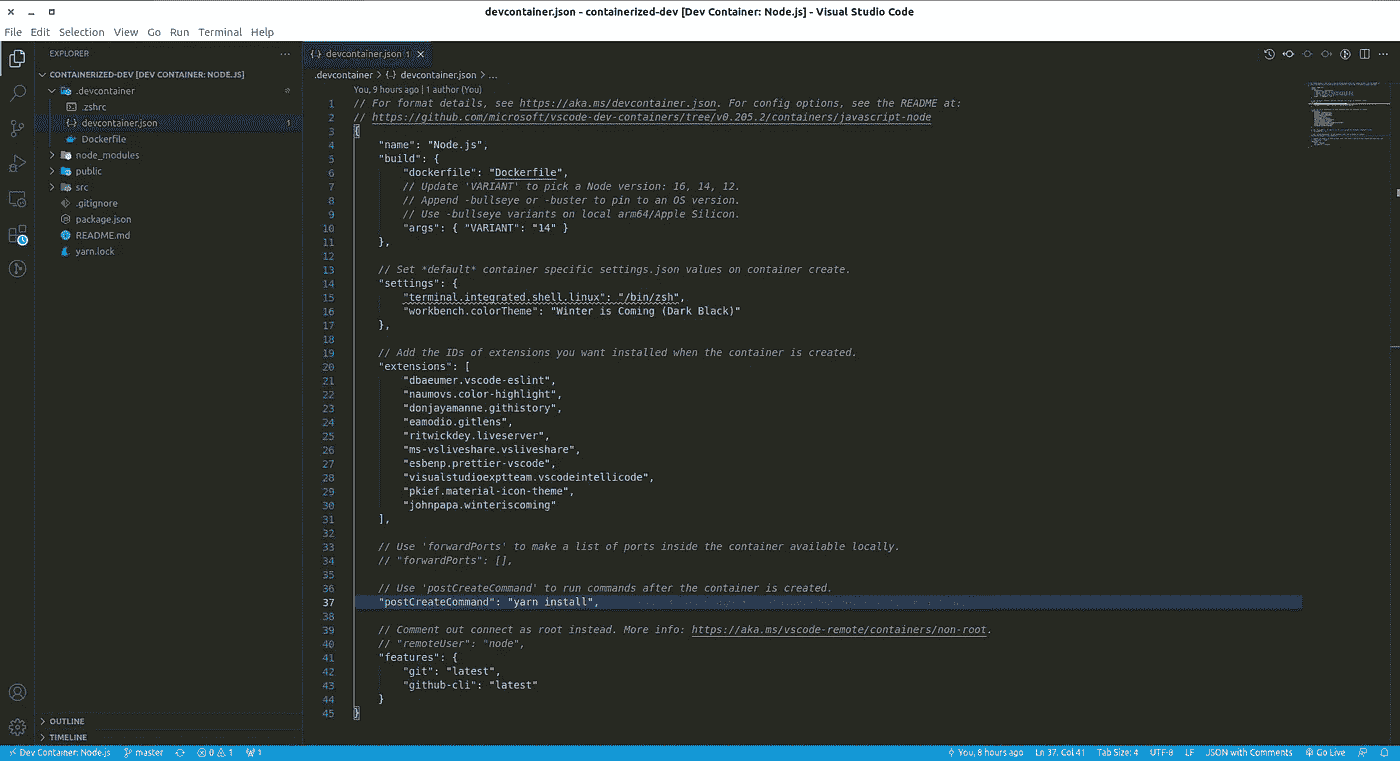 devcontainer.json - containerized-dev [Dev Container: Node.js] - Visual Studio Code
File Edit Selection View Go Run Terminal Help
EXPLORER
CONTAINERIZED-DEV [DEV CONTAINER: NODE.JS]
.devcontainer
.zshrc
devcontainer.json 1
Dockerfile
node_modules
public
src
.gitignore
package.json
README.md
yarn.lock
OUTLINE
TIMELINE
{} devcontainer.json 1
.devcontainer > {} devcontainer.json > ...
You, 9 hours ago | 1 author (You)
1 // For format details, see https://aka.ms/devcontainer.json. For config options, see the README at:
2 // https://github.com/microsoft/vscode-dev-containers/tree/v0.205.2/containers/javascript-node
3 {
4 "name": "Node.js",
5 "build": {
6 "dockerfile": "Dockerfile",
7 // Update 'VARIANT' to pick a Node version: 16, 14, 12.
8 // Append -bullseye or -buster to pin to an OS version.
9 // Use -bullseye variants on local arm64/Apple Silicon.
10 "args": { "VARIANT": "14" }
11 },
12
13 // Set *default* container specific settings.json values on container create.
14 "settings": {
15 "terminal.integrated.shell.linux": "/bin/zsh",
16 "workbench.colorTheme": "Winter is Coming (Dark Black)"
17 },
18
19 // Add the IDs of extensions you want installed when the container is created.
20 "extensions": [
21 "dbaeumer.vscode-eslint",
22 "naumovs.color-highlight",
23 "donjayamanne.githistory",
24 "eamodio.gitlens",
25 "ritwickdey.liveserver",
26 "ms-vsliveshare.vsliveshare",
27 "esbenp.prettier-vscode",
28 "visualstudioexptteam.vscodeintellicode",
29 "pkief.material-icon-theme",
30 "johnpapa.winteriscoming"
31 ],
32
33 // Use 'forwardPorts' to make a list of ports inside the container available locally.
34 // "forwardPorts": [],
35
36 // Use 'postCreateCommand' to run commands after the container is created.
37 "postCreateCommand": "yarn install",
38
39 // Comment out connect as root instead. More info: https://aka.ms/vscode-remote/containers/non-root.
40 // "remoteUser": "node",
41 "features": {
42 "git": "latest",
43 "github-cli": "latest"
44 }
45 }
Dev Container: Node.js master 0 1 1 You, 8 hours ago Ln 37, Col 41 Tab Size: 4 UTF-8 LF JSON with Comments Go Live